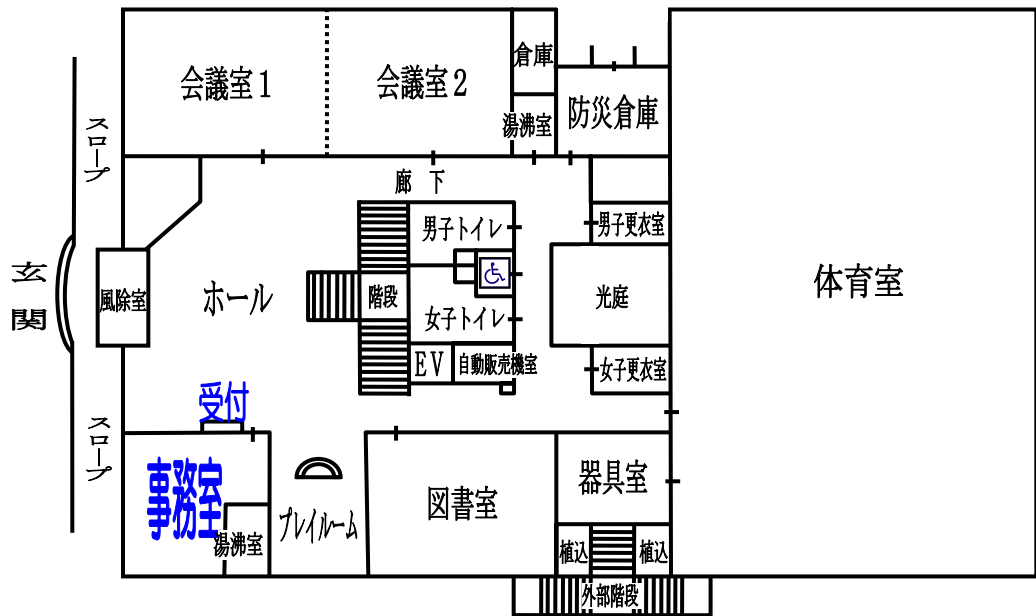 会議室1
会議室2
倉庫
湯沸室
防災倉庫
スロープ
廊 下
男子トイレ
男子更衣室
玄
関
風除室
ホール
階段
女子トイレ
光庭
体育室
EV
自動販売機室
女子更衣室
受付
スロープ
事務室
湯沸室
プレイルーム
図書室
器具室
植込
植込
外部階段